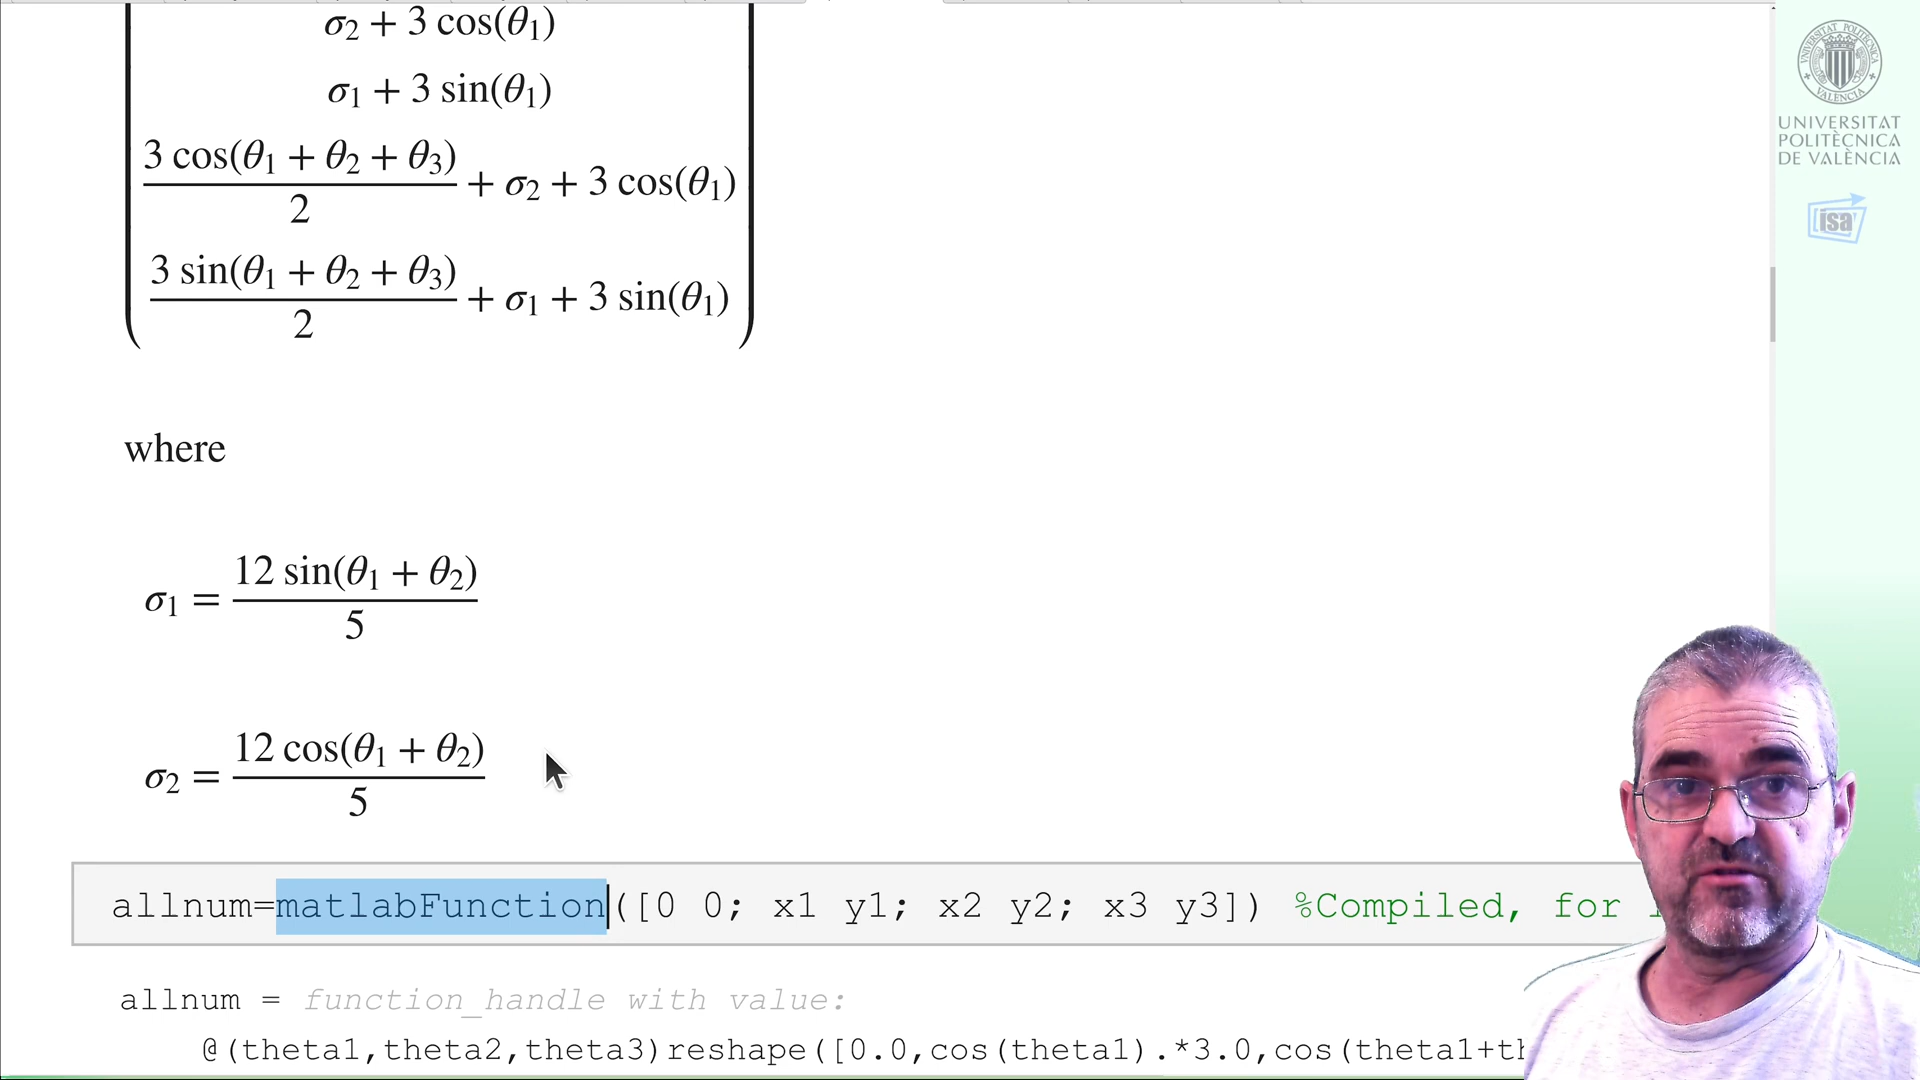 σ₂ + 3 cos(θ₁)
σ₁ + 3 sin(θ₁)
3 cos(θ₁ + θ₂ + θ₃)/2 + σ₂ + 3 cos(θ₁)
3 sin(θ₁ + θ₂ + θ₃)/2 + σ₁ + 3 sin(θ₁)
where
σ₁ = 12 sin(θ₁ + θ₂)/5
σ₂ = 12 cos(θ₁ + θ₂)/5
allnum=matlabFunction([0 0; x1 y1; x2 y2; x3 y3]) %Compiled, for
allnum = function_handle with value:
@(theta1,theta2,theta3)reshape([0.0,cos(theta1).*3.0,cos(theta1+th
UNIVERSITAT
POLITÈCNICA
DE VALÈNCIA
isa